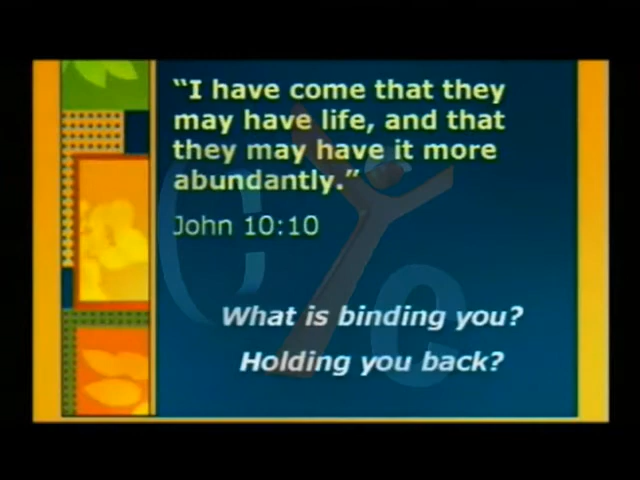 “I have come that they
may have life, and that
they may have it more
abundantly.”
John 10:10
CYC
What is binding you?
Holding you back?